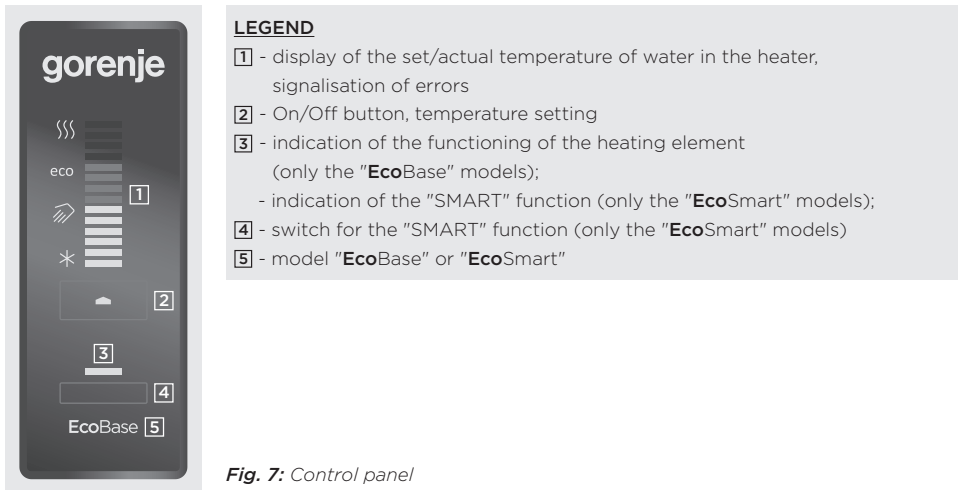 gorenje
eco
1
2
3
4
EcoBase 5
LEGEND
1 - display of the set/actual temperature of water in the heater,
signalisation of errors
2 - On/Off button, temperature setting
3 - indication of the functioning of the heating element
(only the "EcoBase" models);
- indication of the "SMART" function (only the "EcoSmart" models);
4 - switch for the "SMART" function (only the "EcoSmart" models)
5 - model "EcoBase" or "EcoSmart"
Fig. 7: Control panel